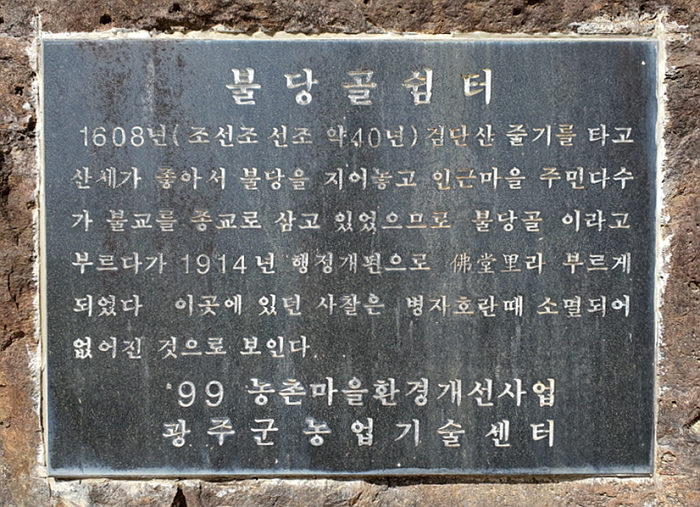 불당골쉼터
1608년(조선조 선조 약40년) 검단산 줄기를 타고
산세가 좋아서 불당을 지어놓고 인근마을 주민다수
가 불교를 종교로 삼고 있었으므로 불당골 이라고
부르다가 1914년 행정개편으로 佛堂里라 부르게
되었다 이곳에 있던 사찰은 병자호란때 소멸되어
없어진 것으로 보인다.
'99 농촌마을환경개선사업
광주군농업기술센터